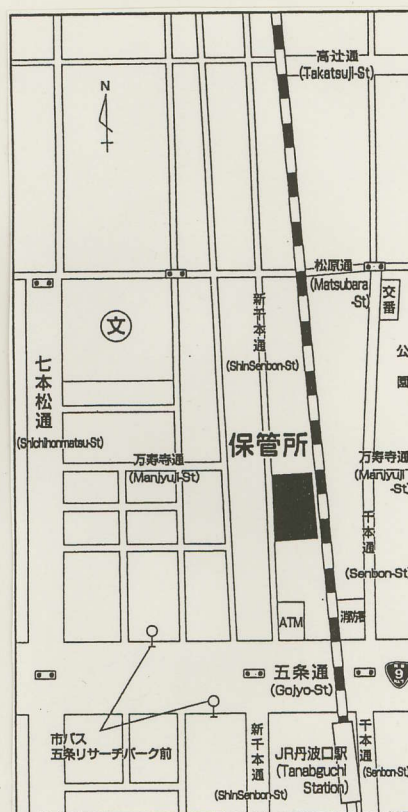 高辻通
(Takatsuji-St)
N
松原通
(Matsubara
-St)
交番
新千本通
(ShinSenbon-St)
文
公園
七本松通
(Shichihonmatsu-St)
保管所
万寿寺通
(Manjyuji-St)
万寿寺通
(Manjyuji
-St)
千本通
(Senbon-St)
ATM
消防署
五条通
(Gojyo-St)
9
市バス
五条リサーチパーク前
新千本通
(ShinSenbon-St)
JR丹波口駅
(Tanabguchi
Station)
千本通
(Senbon-St)